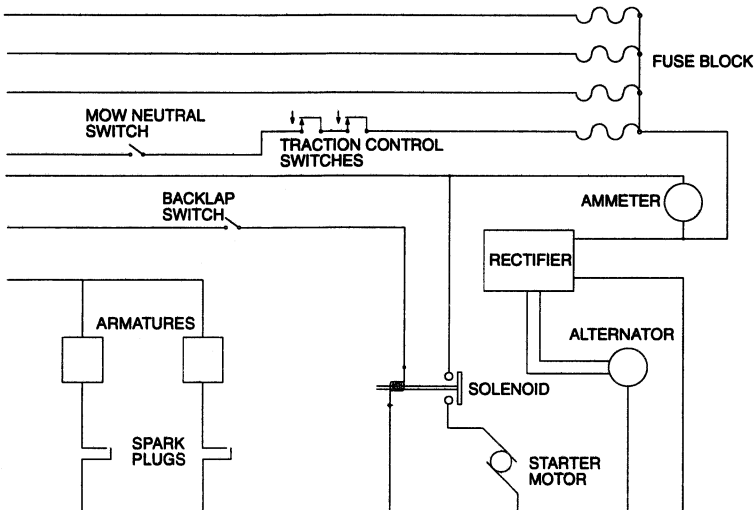 FUSE BLOCK
MOW NEUTRAL
SWITCH
TRACTION CONTROL
SWITCHES
BACKLAP
SWITCH
AMMETER
RECTIFIER
ARMATURES
ALTERNATOR
SOLENOID
SPARK
PLUGS
STARTER
MOTOR